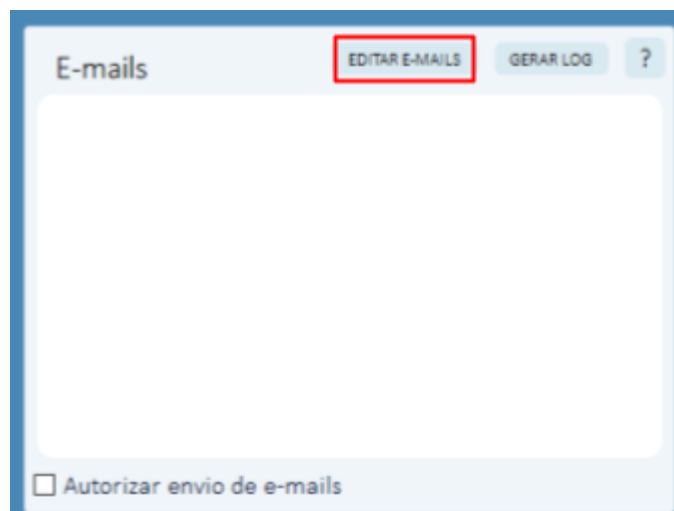 E-mails
EDITAR E-MAILS
GERAR LOG
?
Autorizar envio de e-mails